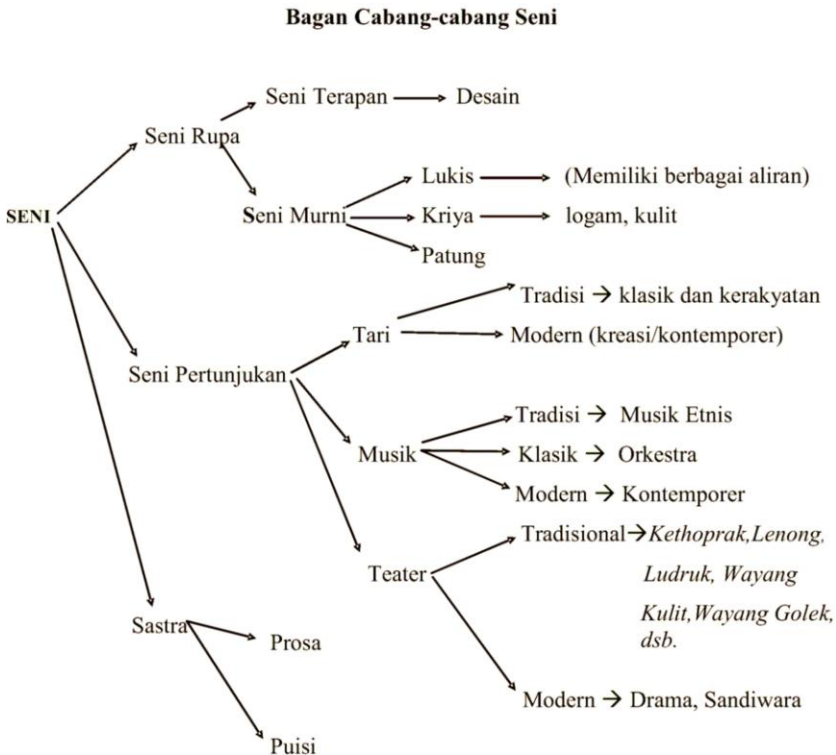 Bagan Cabang-cabang Seni
Seni Terapan → Desain
Seni Rupa
Lukis → (Memiliki berbagai aliran)
SENI
Seni Murni → Kriya → logam, kulit
Patung
Tradisi → klasik dan kerakyatan
Tari → Modern (kreasi/kontemporer)
Seni Pertunjukan
Tradisi → Musik Etnis
Musik → Klasik → Orkestra
Modern → Kontemporer
Tradisional→Kethoprak,Lenong,
Teater
Ludruk, Wayang
Kulit,Wayang Golek,
dsb.
Sastra
Prosa
Modern → Drama, Sandiwara
Puisi